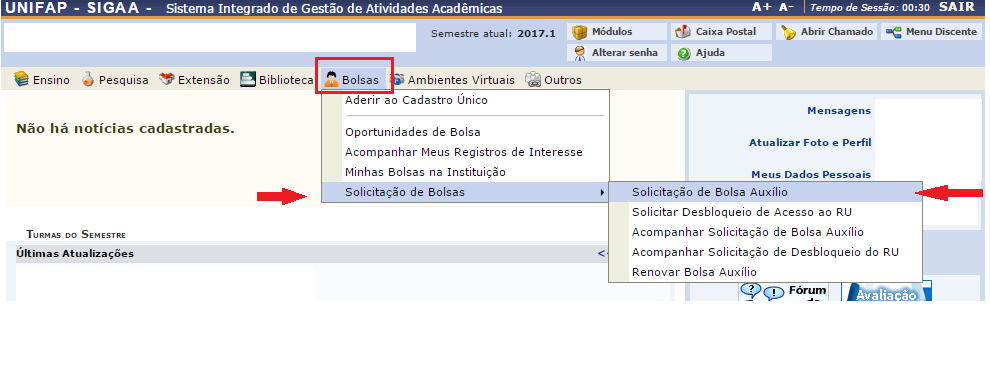 UNIFAP - SIGAA - Sistema Integrado de Gestão de Atividades Acadêmicas A+ A- Tempo de Sessão: 00:30 SAIR
Semestre atual: 2017.1 Módulos Caixa Postal Abrir Chamado Menu Discente
Alterar senha Ajuda
Ensino Pesquisa Extensão Biblioteca Bolsas Ambientes Virtuais Outros
Aderir ao Cadastro Único
Oportunidades de Bolsa
Acompanhar Meus Registros de Interesse
Minhas Bolsas na Instituição
Solicitação de Bolsas
Solicitação de Bolsa Auxílio
Solicitar Desbloqueio de Acesso ao RU
Acompanhar Solicitação de Bolsa Auxílio
Acompanhar Solicitação de Desbloqueio do RU
Renovar Bolsa Auxílio
Não há notícias cadastradas.
Mensagens
Atualizar Foto e Perfil
Meus Dados Pessoais
Turmas do Semestre
Últimas Atualizações
Fórum
Avaliação